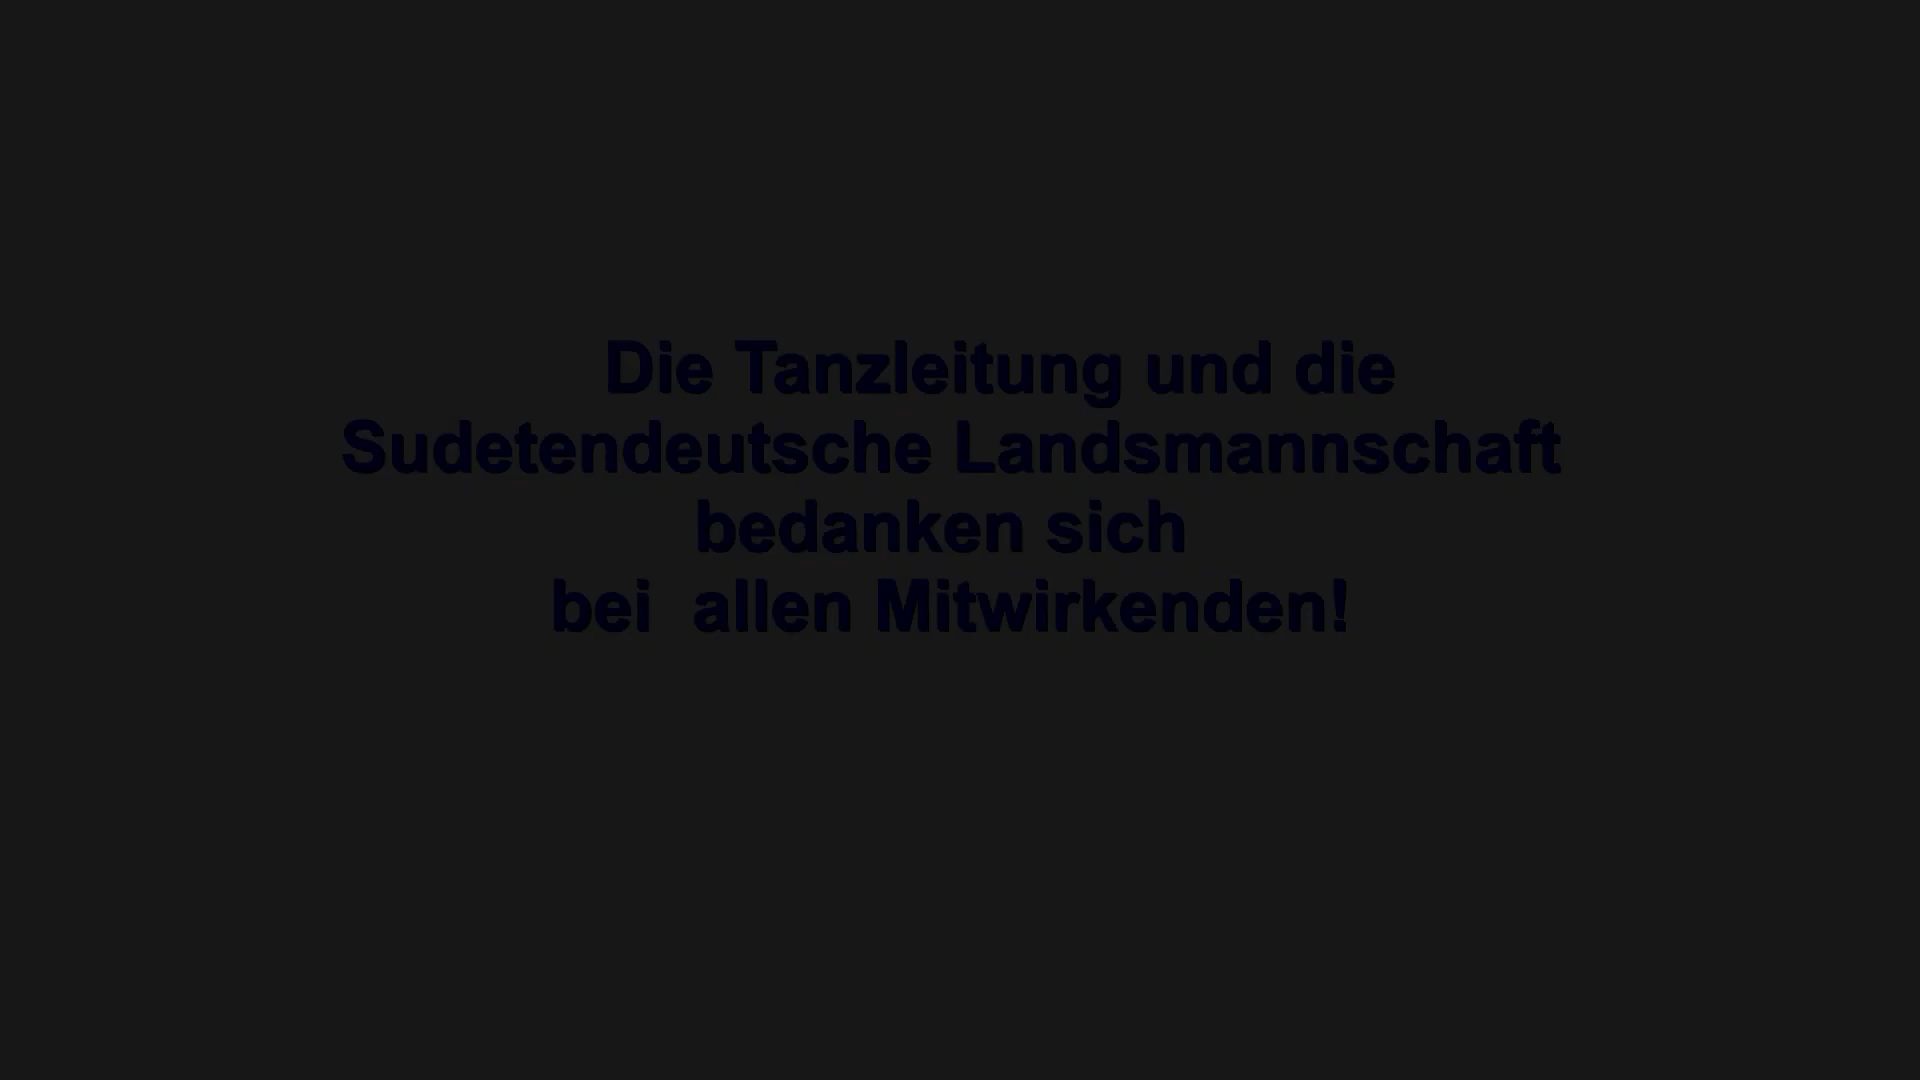 Die Tanzleitung und die
Sudetendeutsche Landsmannschaft
bedanken sich
bei  allen Mitwirkenden!